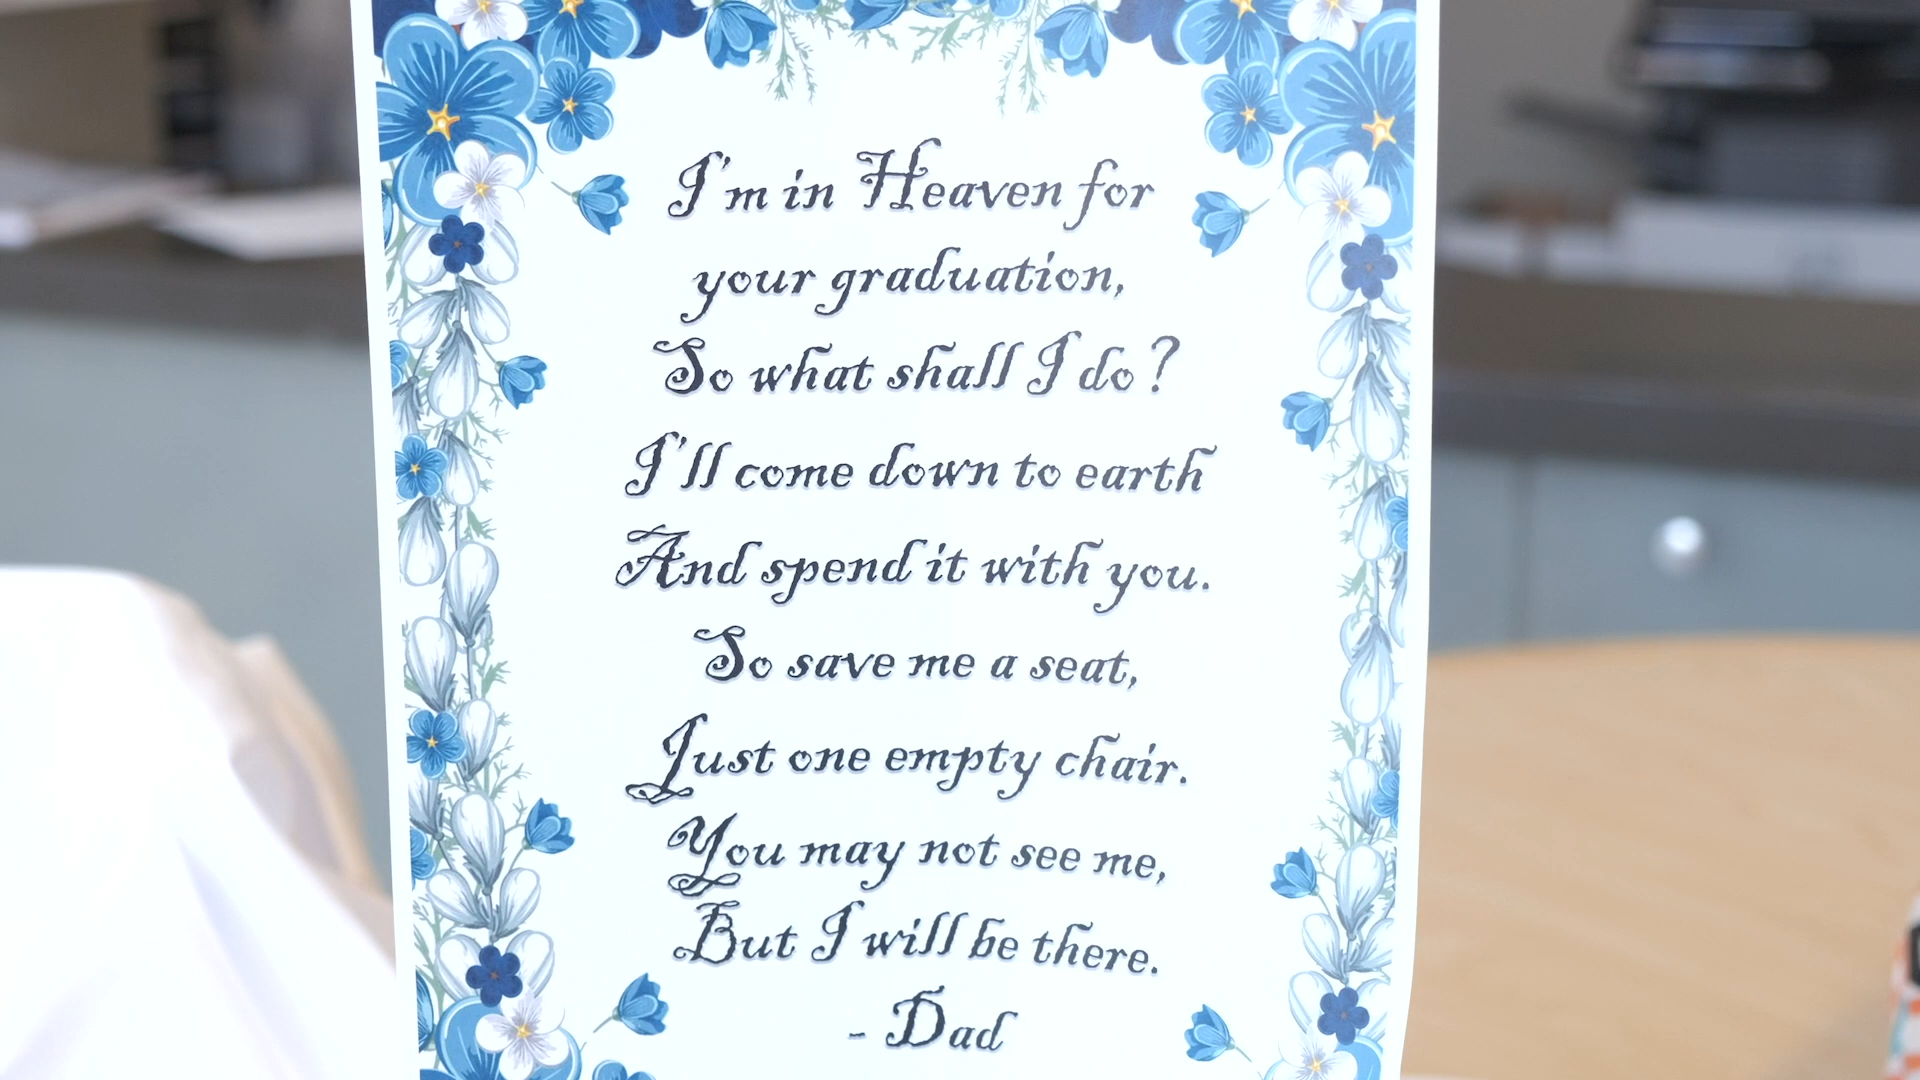 I'm in Heaven for
your graduation,
So what shall I do?
I'll come down to earth
And spend it with you.
So save me a seat,
Just one empty chair.
You may not see me,
But I will be there.
- Dad